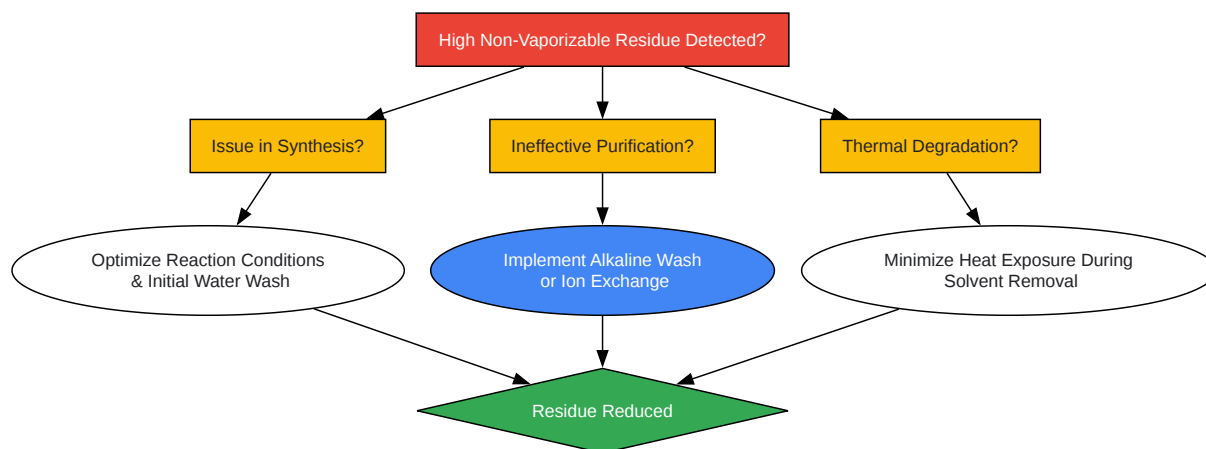 High Non-Vaporizable Residue Detected?
Issue in Synthesis?
Ineffective Purification?
Thermal Degradation?
Optimize Reaction Conditions
& Initial Water Wash
Implement Alkaline Wash
or Ion Exchange
Minimize Heat Exposure During
Solvent Removal
Residue Reduced